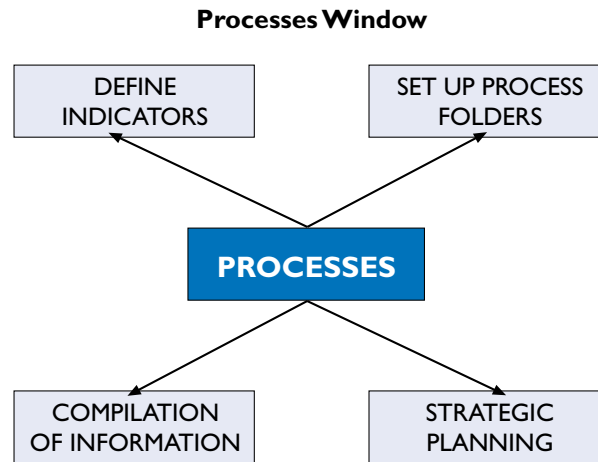 Processes Window
DEFINE
INDICATORS
SET UP PROCESS
FOLDERS
PROCESSES
COMPILATION
OF INFORMATION
STRATEGIC
PLANNING